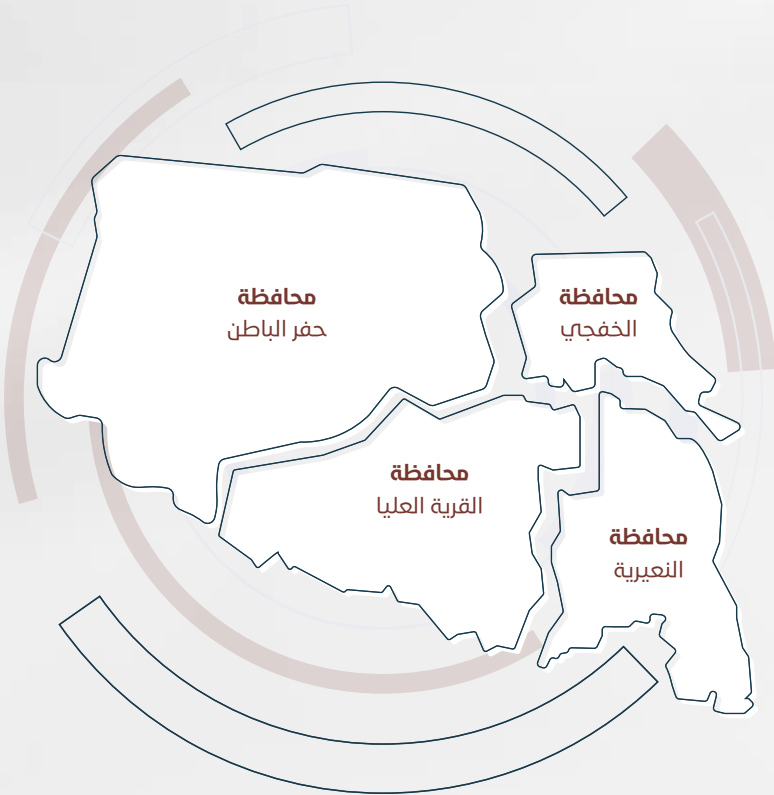 محافظة
الخفجي
محافظة
حفر الباطن
محافظة
القرية العليا
محافظة
النعيرية